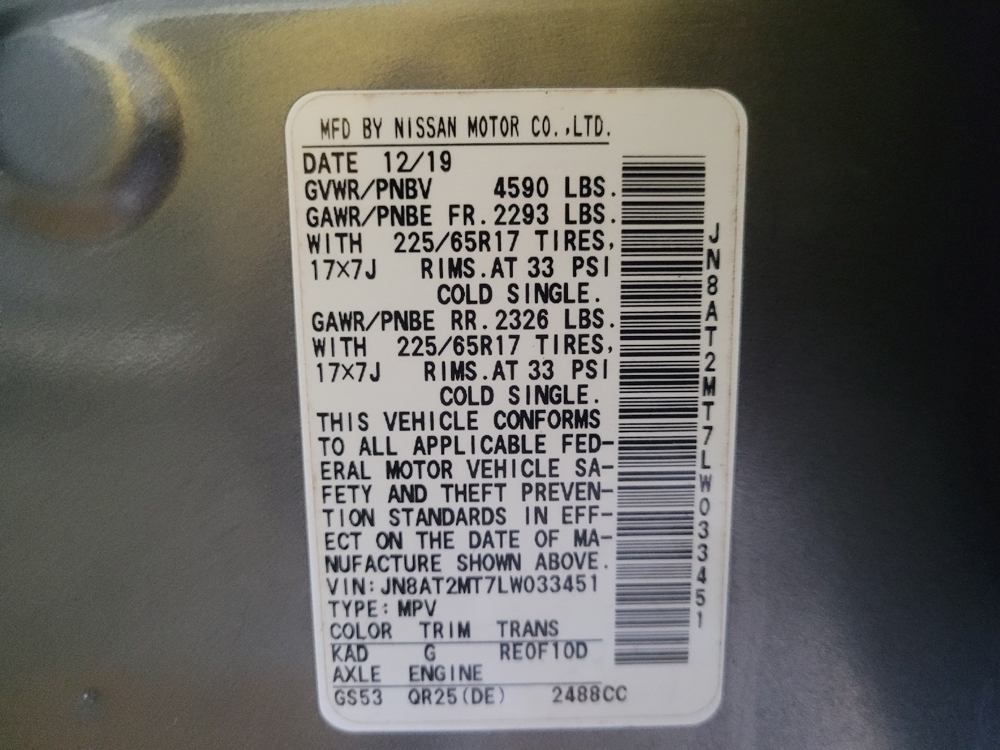 MFD BY NISSAN MOTOR CO.,LTD.
DATE 12/19
GVWR/PNBV 4590 LBS.
GAWR/PNBE FR. 2293 LBS.
WITH 225/65R17 TIRES,
17×7J RIMS.AT 33 PSI
COLD SINGLE.
GAWR/PNBE RR. 2326 LBS.
WITH 225/65R17 TIRES,
17×7J RIMS.AT 33 PSI
COLD SINGLE.
THIS VEHICLE CONFORMS
TO ALL APPLICABLE FED-
ERAL MOTOR VEHICLE SA-
FETY AND THEFT PREVEN-
TION STANDARDS IN EFF-
ECT ON THE DATE OF MA-
NUFACTURE SHOWN ABOVE.
VIN:JN8AT2MT7LW033451
TYPE:MPV
COLOR TRIM TRANS
KAD G RE0F10D
AXLE ENGINE
GS53 QR25(DE) 2488CC
JN8AT2MT7LW033451